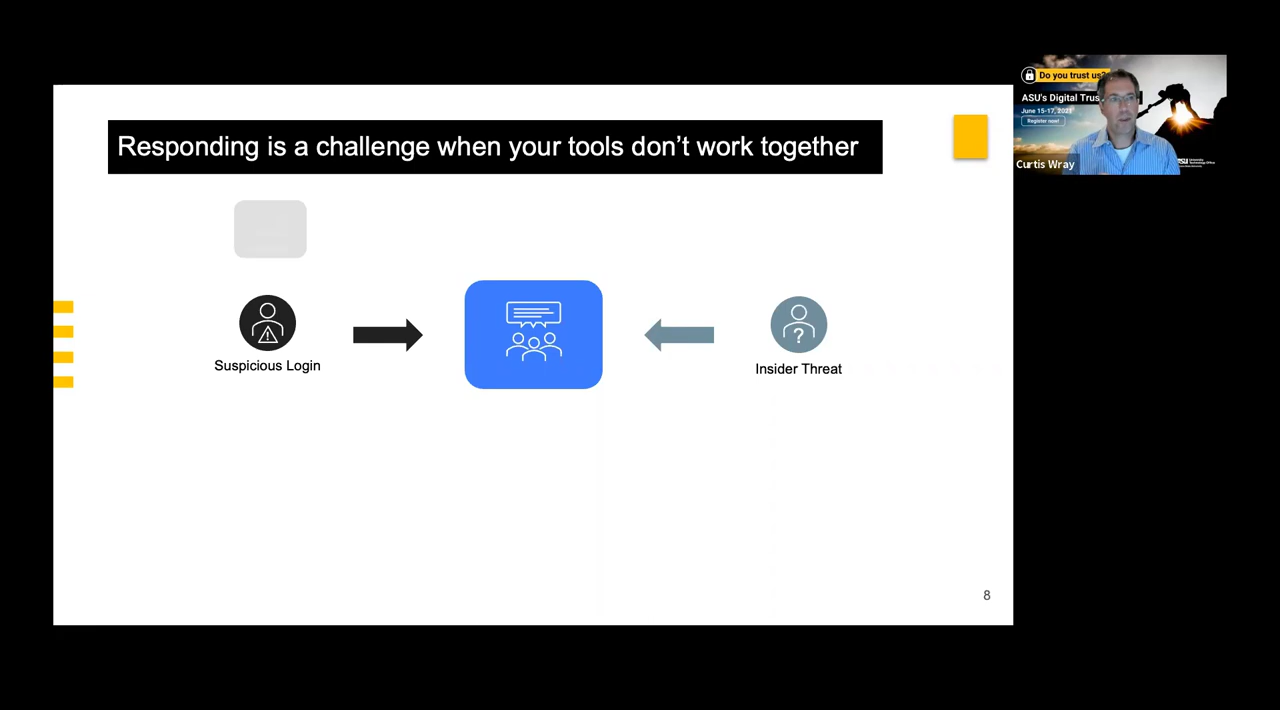 Responding is a challenge when your tools don't work together
Suspicious Login
Insider Threat
8
Do you trust us?
ASU's Digital Trus
June 15-17, 2021
Register now!
Curtis Wray
ASU